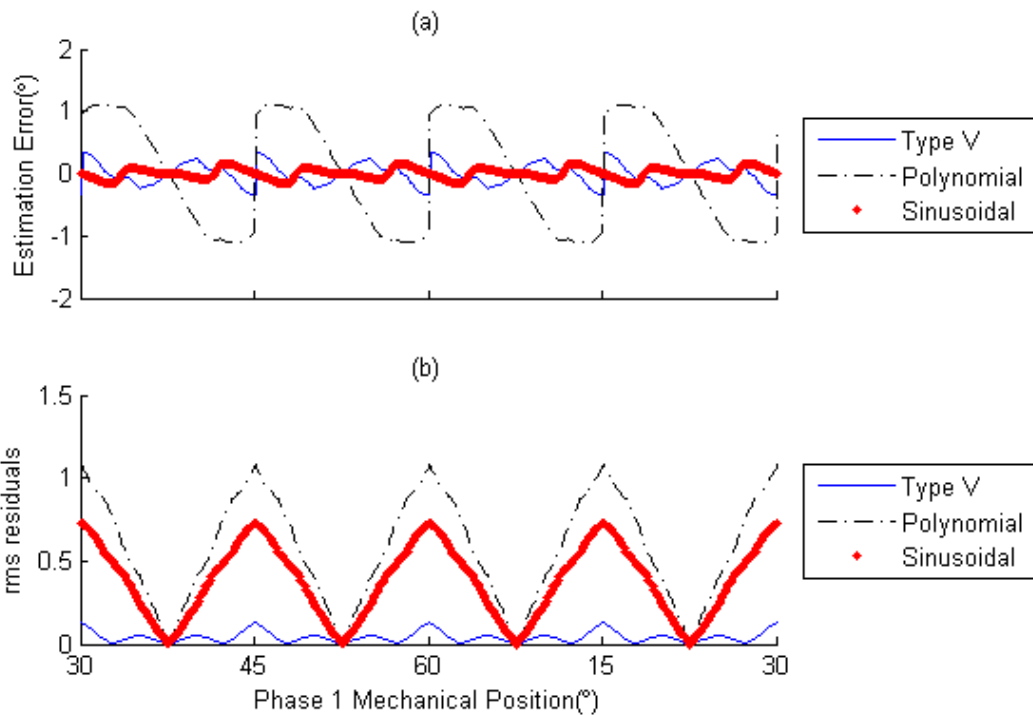 (a)
2
1
0
-1
-2
Estimation Error(°)
Type V
Polynomial
Sinusoidal
(b)
1.5
1
0.5
0
rms residuals
30 45 60 15 30
Phase 1 Mechanical Position(°)
Type V
Polynomial
Sinusoidal